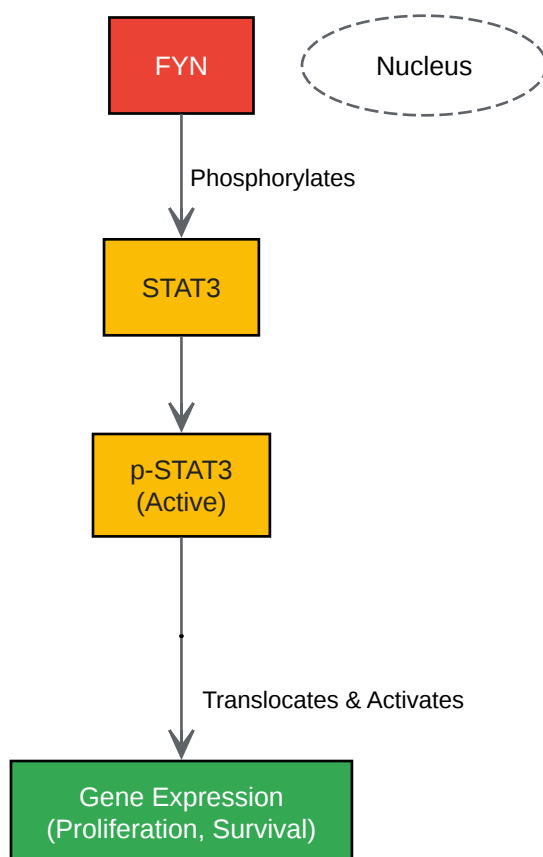 FYN
Nucleus
Phosphorylates
STAT3
p-STAT3
(Active)
Translocates & Activates
Gene Expression
(Proliferation, Survival)